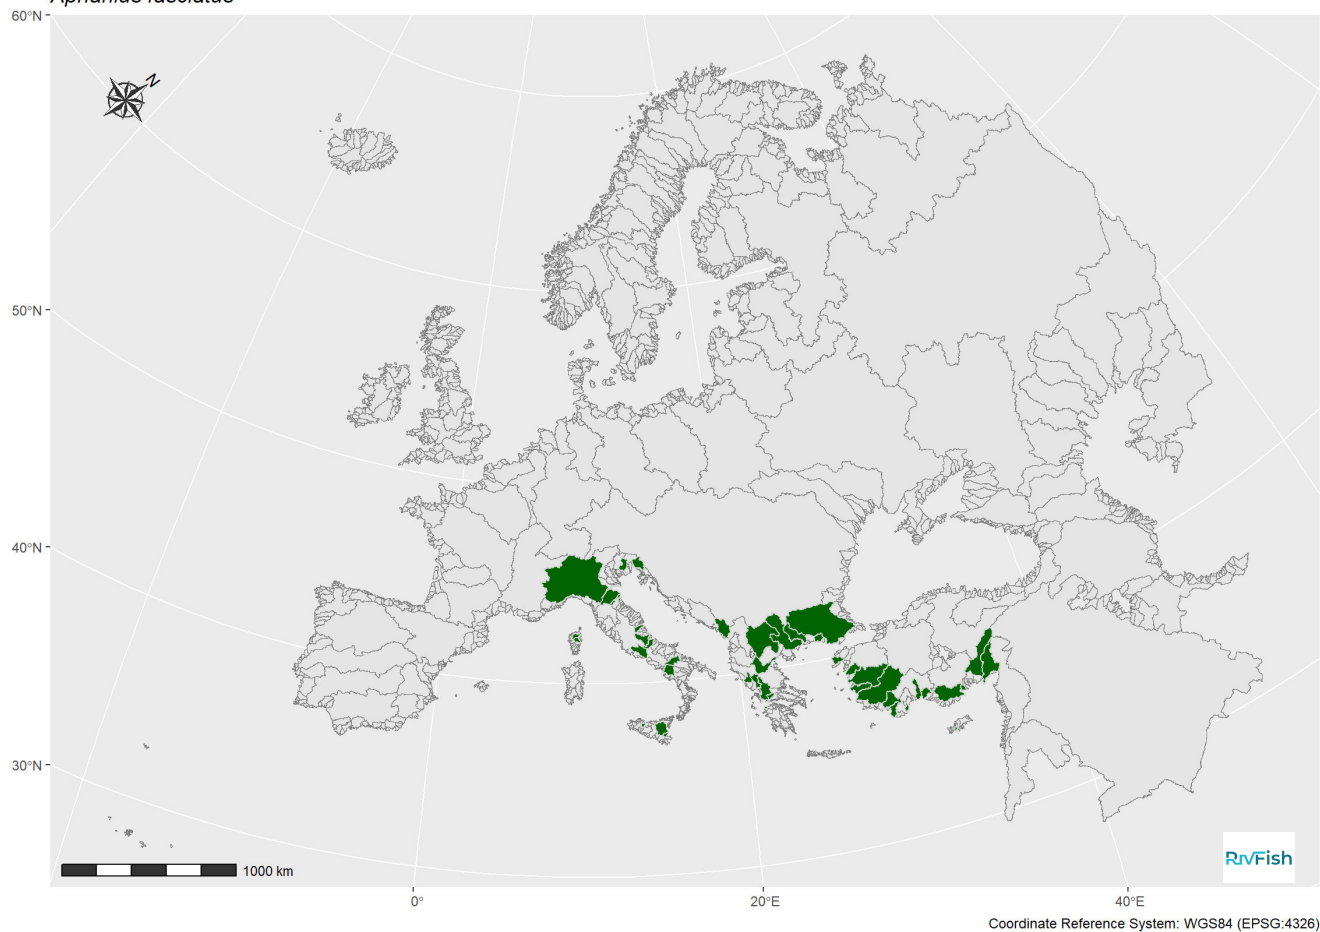 Aphanius fasciatus
60°N
N
50°N
40°N
30°N
1000 km
RivFish
0°
20°E
40°E
Coordinate Reference System: WGS84 (EPSG:4326)